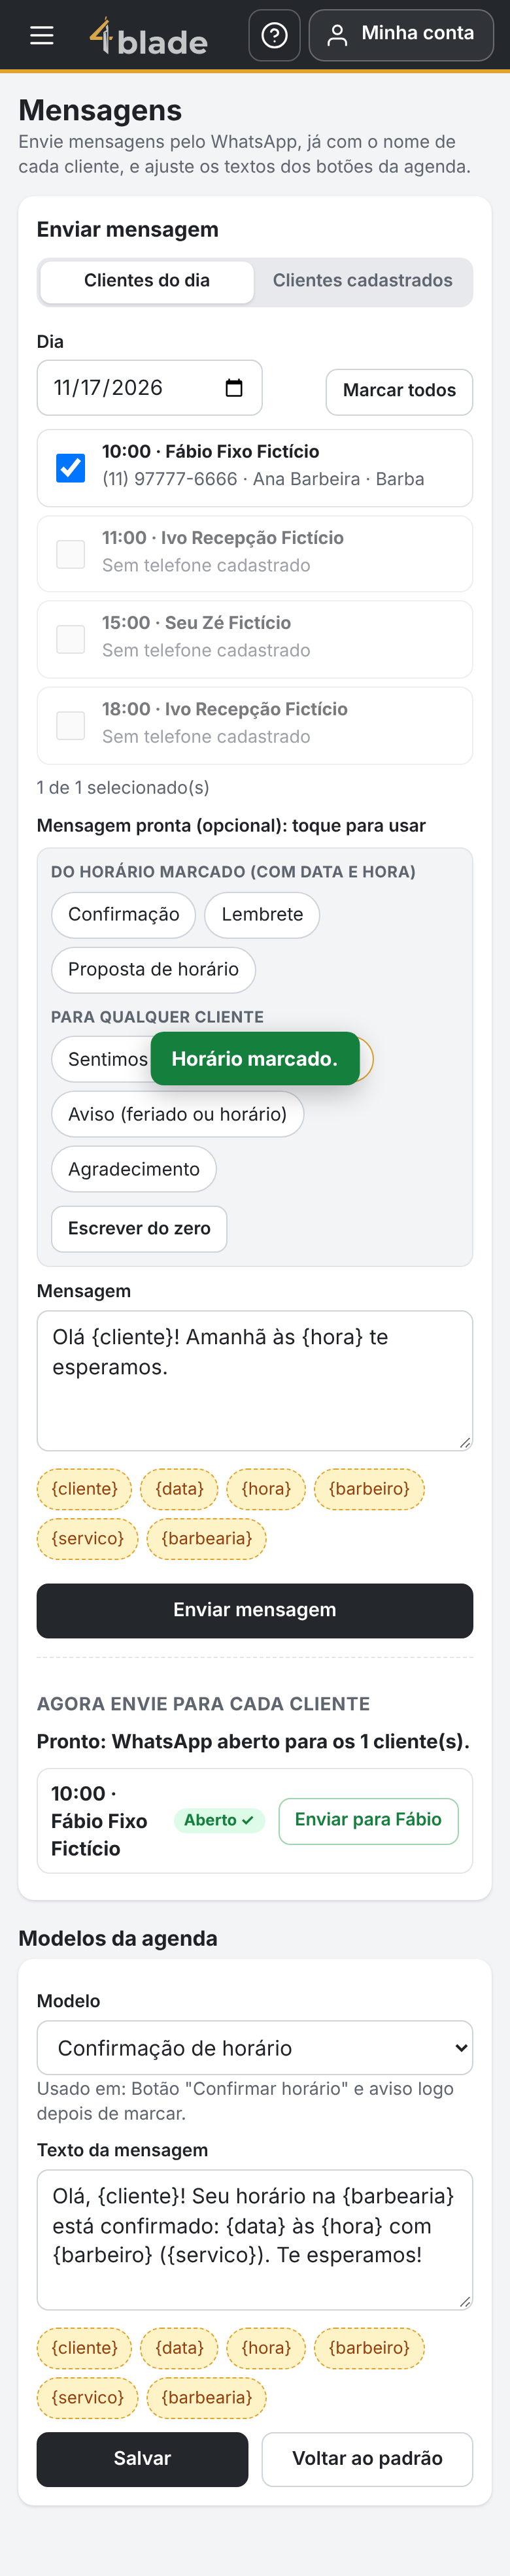 4blade
Minha conta
Mensagens
Envie mensagens pelo WhatsApp, já com o nome de
cada cliente, e ajuste os textos dos botões da agenda.
Enviar mensagem
Clientes do dia
Clientes cadastrados
Dia
11/17/2026
Marcar todos
10:00 · Fábio Fixo Fictício
(11) 97777-6666 · Ana Barbeira · Barba
11:00 · Ivo Recepção Fictício
Sem telefone cadastrado
15:00 · Seu Zé Fictício
Sem telefone cadastrado
18:00 · Ivo Recepção Fictício
Sem telefone cadastrado
1 de 1 selecionado(s)
Mensagem pronta (opcional): toque para usar
DO HORÁRIO MARCADO (COM DATA E HORA)
Confirmação
Lembrete
Proposta de horário
PARA QUALQUER CLIENTE
Sentimos
Horário marcado.
Aviso (feriado ou horário)
Agradecimento
Escrever do zero
Mensagem
Olá {cliente}! Amanhã às {hora} te
esperamos.
{cliente} {data} {hora} {barbeiro}
{servico} {barbearia}
Enviar mensagem
AGORA ENVIE PARA CADA CLIENTE
Pronto: WhatsApp aberto para os 1 cliente(s).
10:00 ·
Fábio Fixo
Fictício
Aberto ✓
Enviar para Fábio
Modelos da agenda
Modelo
Confirmação de horário
Usado em: Botão "Confirmar horário" e aviso logo
depois de marcar.
Texto da mensagem
Olá, {cliente}! Seu horário na {barbearia}
está confirmado: {data} às {hora} com
{barbeiro} ({servico}). Te esperamos!
{cliente} {data} {hora} {barbeiro}
{servico} {barbearia}
Salvar
Voltar ao padrão